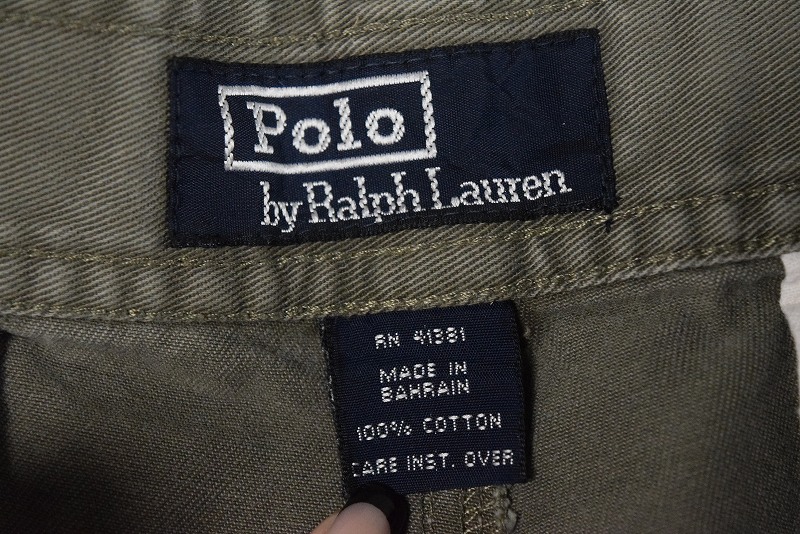 Polo
by Ralph Lauren
RN 41381
MADE IN
BAHRAIN
100% COTTON
CARE INST. OVER